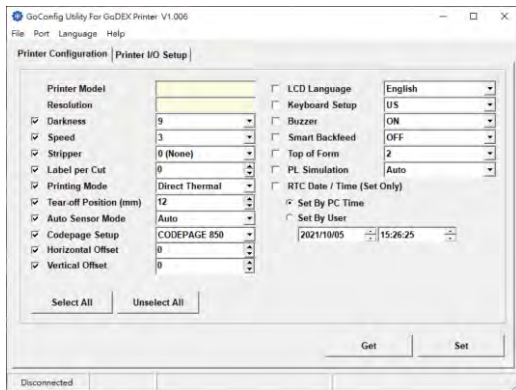 GoConfig Utility For GoDEX Printer V1.006
File Port Language Help
Printer Configuration Printer I/O Setup
Printer Model
Resolution
Darkness 9
Speed 3
Stripper 0 (None)
Label per Cut 0
Printing Mode Direct Thermal
Tear-off Position (mm) 12
Auto Sensor Mode Auto
Codepage Setup CODEPAGE 850
Horizontal Offset 0
Vertical Offset 0
Select All Unselect All
LCD Language English
Keyboard Setup US
Buzzer ON
Smart Backfeed OFF
Top of Form 2
PL Simulation Auto
RTC Date / Time (Set Only)
Set By PC Time
Set By User
2021/10/05 15:26:25
Get Set
Disconnected